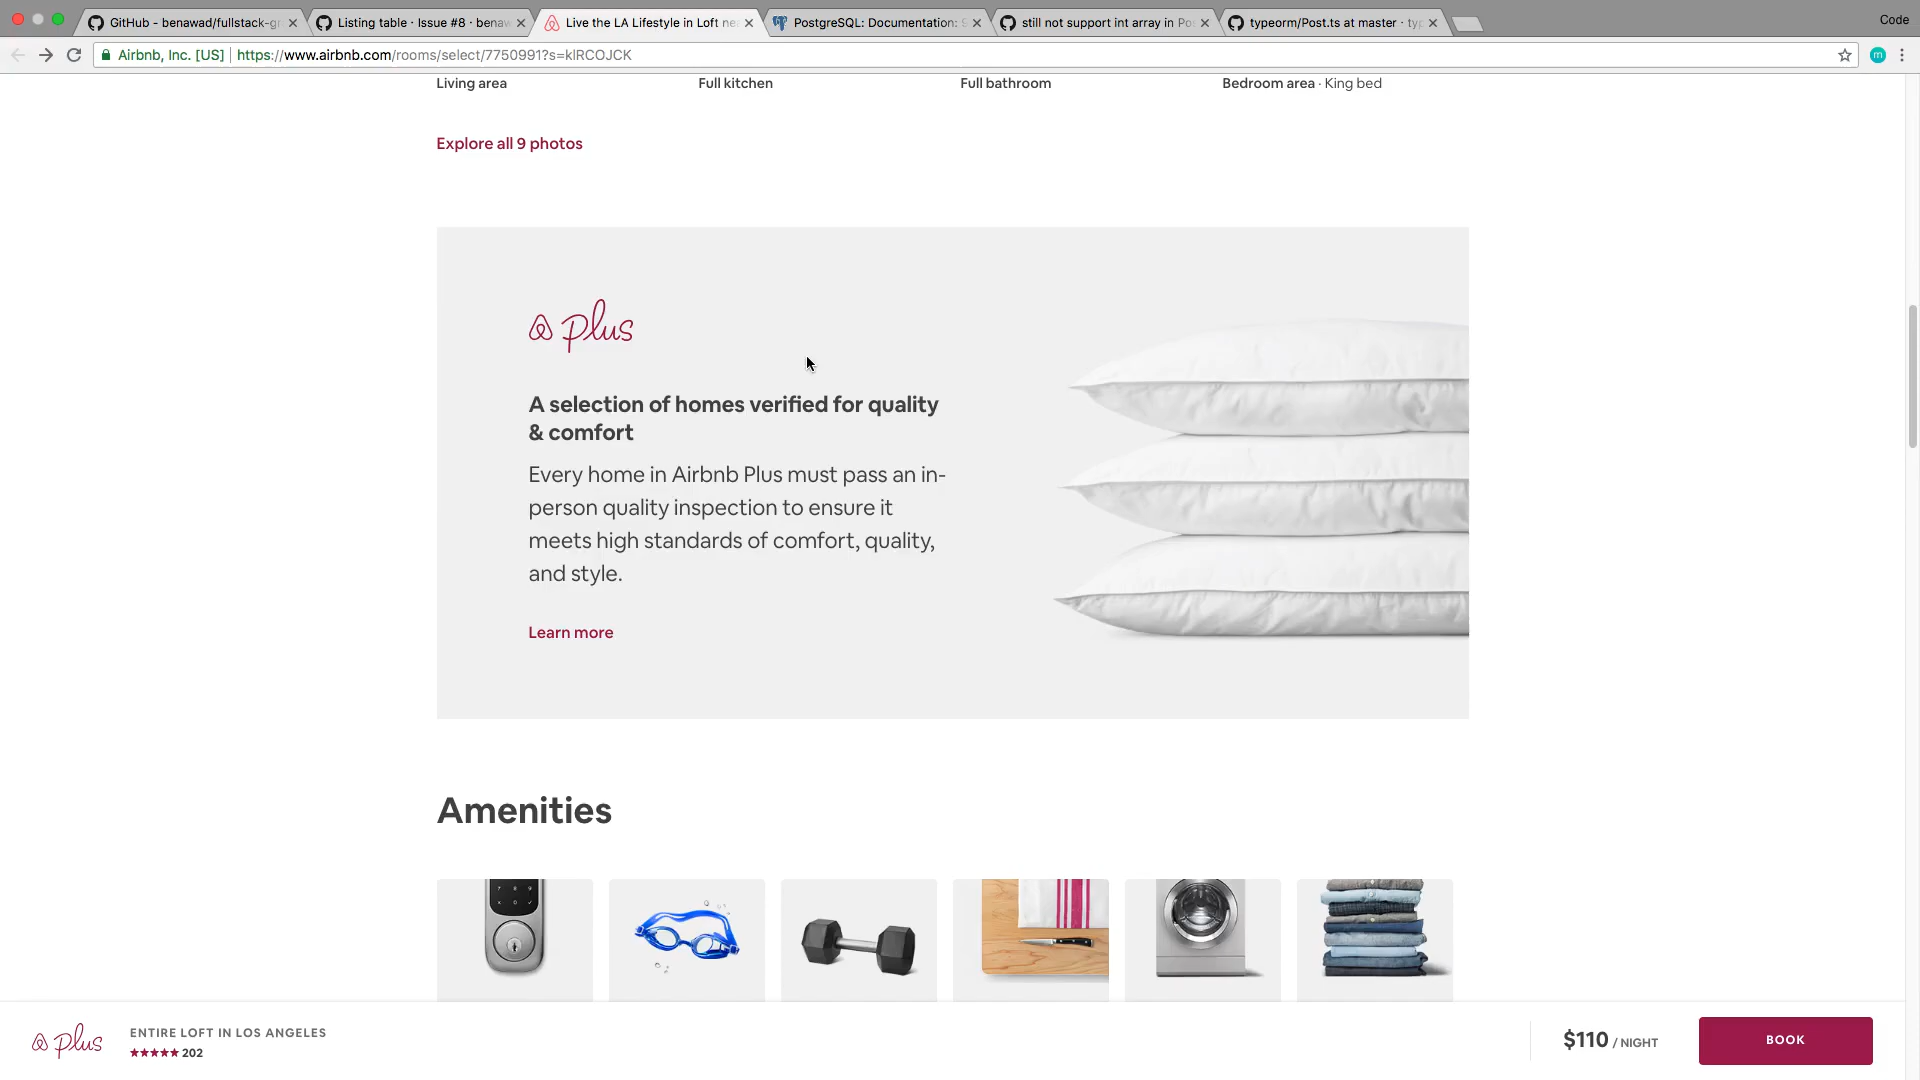 GitHub - benawad/fullstack-gr
Listing table · Issue #8 · benaw
Live the LA Lifestyle in Loft ne
PostgreSQL: Documentation: 9
still not support int array in Po
typeorm/Post.ts at master · typ
Code
Airbnb, Inc. [US]
https://www.airbnb.com/rooms/select/7750991?s=klRCOJCK
m
Living area
Full kitchen
Full bathroom
Bedroom area · King bed
Explore all 9 photos
plus
A selection of homes verified for quality
& comfort
Every home in Airbnb Plus must pass an in-
person quality inspection to ensure it
meets high standards of comfort, quality,
and style.
Learn more
Amenities
plus
ENTIRE LOFT IN LOS ANGELES
202
$110 / NIGHT
BOOK